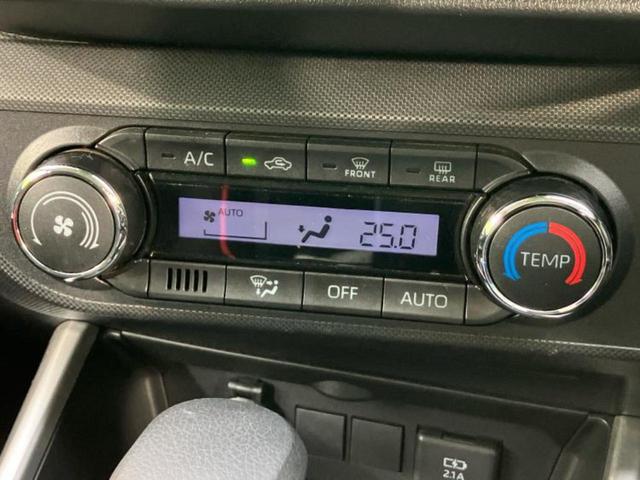 A/C
FRONT
REAR
AUTO
25.0
TEMP
OFF
AUTO
2.1A